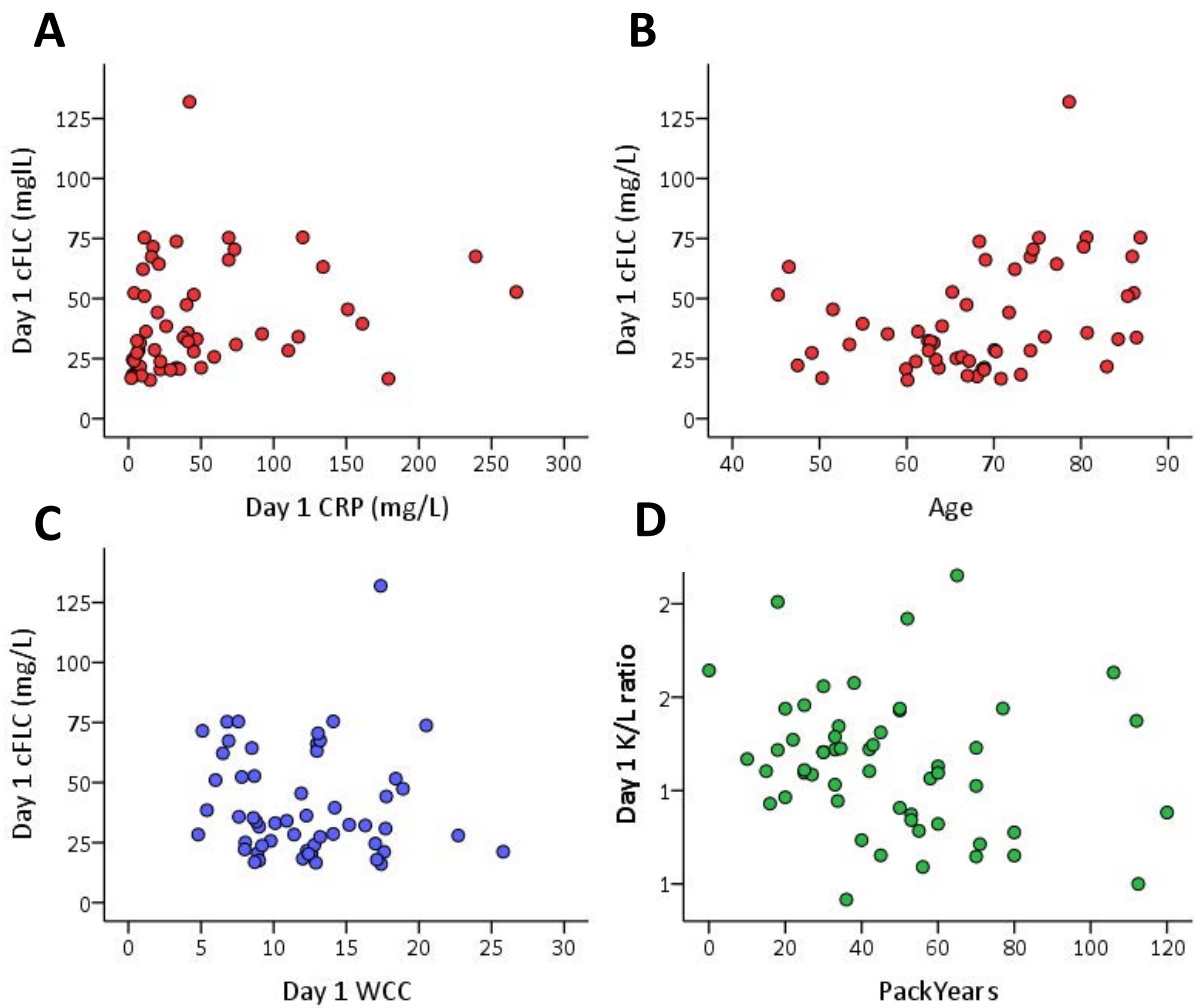 A
Day 1 cFLC (mglL)
125
100
75
50
25
0
0 50 100 150 200 250 300
Day 1 CRP (mg/L)
B
Day 1 cFLC (mg/L)
125
100
75
50
25
0
40 50 60 70 80 90
Age
C
Day 1 cFLC (mg/L)
125
100
75
50
25
0
0 5 10 15 20 25 30
Day 1 WCC
D
Day 1 K/L ratio
2
2
1
1
0 20 40 60 80 100 120
PackYears